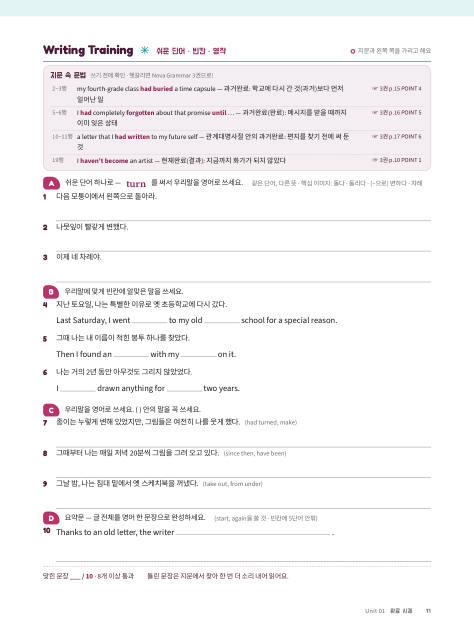 Writing Training ✳ 쉬운 단어 · 빈칸 · 영작
지문과 왼쪽 쪽을 가리고 해요
지문 속 문법 쓰기 전에 확인 · 헷갈리면 Nova Grammar 3권으로!
2–3행 my fourth-grade class had buried a time capsule — 과거완료: 학교에 다시 간 것(과거)보다 먼저 일어난 일 ☞ 3권 p.15 POINT 4
5–6행 I had completely forgotten about that promise until … — 과거완료(완료): 메시지를 받을 때까지 이미 잊은 상태 ☞ 3권 p.16 POINT 5
10–11행 a letter that I had written to my future self — 관계대명사절 안의 과거완료: 편지를 찾기 전에 써 둔 것 ☞ 3권 p.17 POINT 6
19행 I haven't become an artist — 현재완료(결과): 지금까지 화가가 되지 않았다 ☞ 3권 p.10 POINT 1
A 쉬운 단어 하나로 — turn 를 써서 우리말을 영어로 쓰세요. 같은 단어, 다른 뜻 · 핵심 이미지: 돌다 · 돌리다 · (~으로) 변하다 · 차례
1 다음 모퉁이에서 왼쪽으로 돌아라.
2 나뭇잎이 빨갛게 변했다.
3 이제 네 차례야.
B 우리말에 맞게 빈칸에 알맞은 말을 쓰세요.
4 지난 토요일, 나는 특별한 이유로 옛 초등학교에 다시 갔다.
Last Saturday, I went ________ to my old ________ school for a special reason.
5 그때 나는 내 이름이 적힌 봉투 하나를 찾았다.
Then I found an ________ with my ________ on it.
6 나는 거의 2년 동안 아무것도 그리지 않았었다.
I ________ drawn anything for ________ two years.
C 우리말을 영어로 쓰세요. ( ) 안의 말을 꼭 쓰세요.
7 종이는 누렇게 변해 있었지만, 그림들은 여전히 나를 웃게 했다. (had turned, make)
8 그때부터 나는 매일 저녁 20분씩 그림을 그려 오고 있다. (since then, have been)
9 그날 밤, 나는 침대 밑에서 옛 스케치북을 꺼냈다. (take out, from under)
D 요약문 — 글 전체를 영어 한 문장으로 완성하세요. (start, again을 쓸 것 · 빈칸에 5단어 안팎)
10 Thanks to an old letter, the writer ________________ .
맞힌 문장 ___ / 10 · 8개 이상 통과 틀린 문장은 지문에서 찾아 한 번 더 소리 내어 읽어요.
Unit 01 완료 시제 11